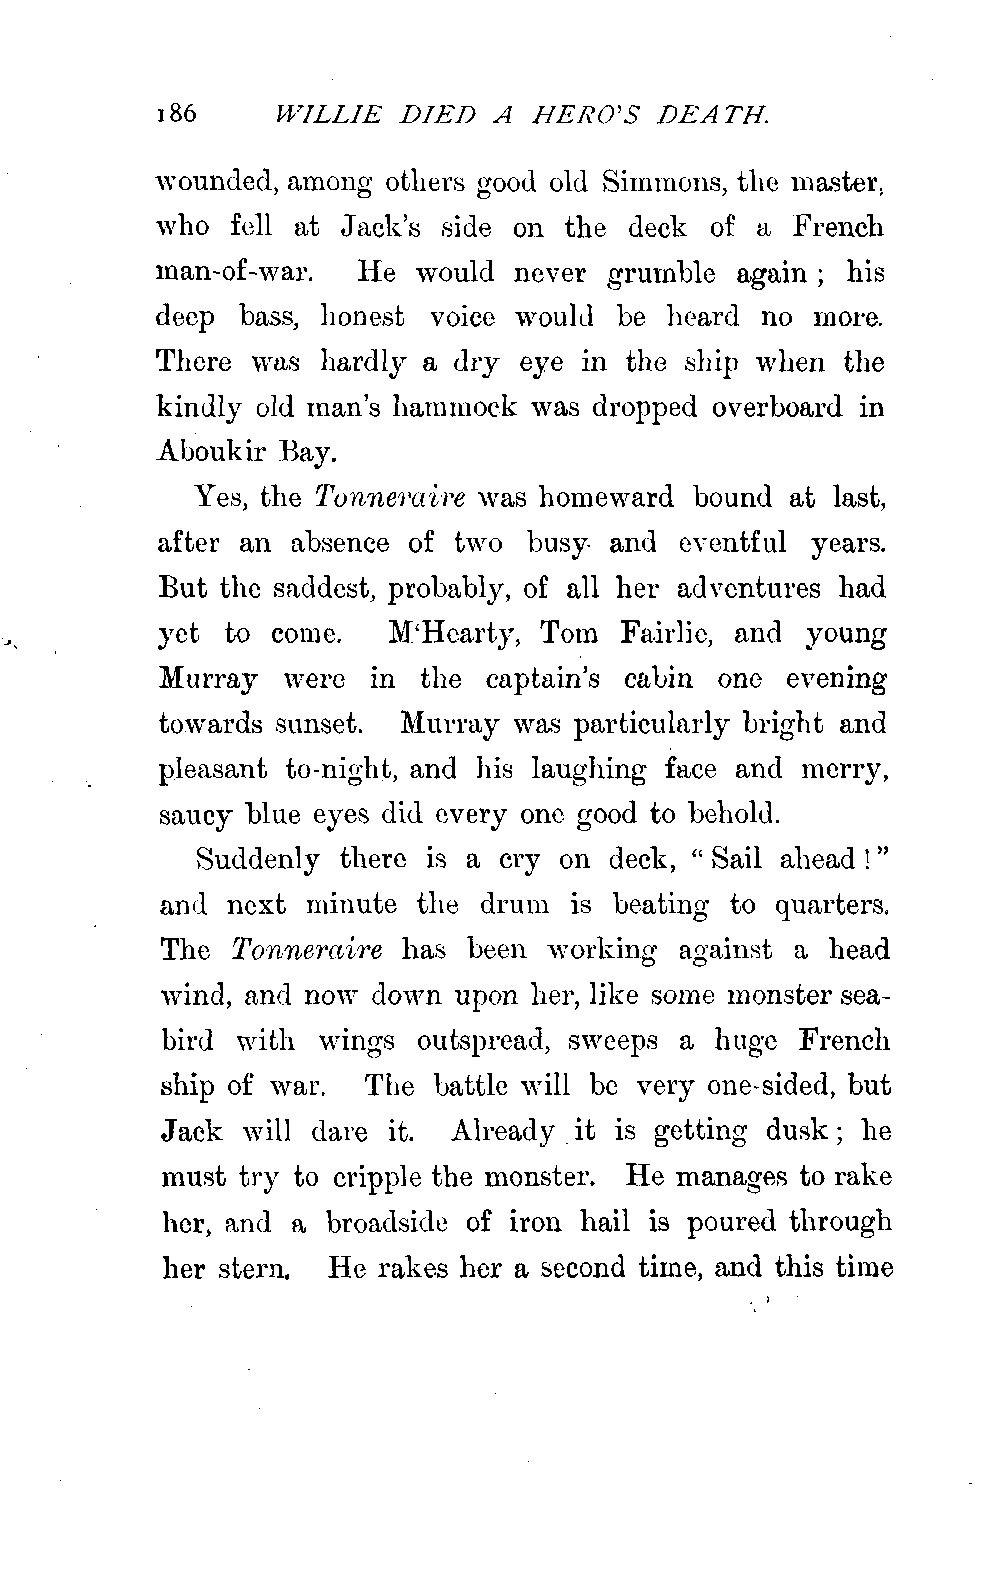 186 WILLIE DIED A HERO'S DEATH.
wounded, among others good old Simmons, the master,
who fell at Jack's side on the deck of a French
man-of-war. He would never grumble again ; his
deep bass, honest voice would be heard no more.
There was hardly a dry eye in the ship when the
kindly old man's hammock was dropped overboard in
Aboukir Bay.
Yes, the Tonneraire was homeward bound at last,
after an absence of two busy and eventful years.
But the saddest, probably, of all her adventures had
yet to come. M‘Hearty, Tom Fairlie, and young
Murray were in the captain's cabin one evening
towards sunset. Murray was particularly bright and
pleasant to-night, and his laughing face and merry,
saucy blue eyes did every one good to behold.
Suddenly there is a cry on deck, “ Sail ahead ! ”
and next minute the drum is beating to quarters.
The Tonneraire has been working against a head
wind, and now down upon her, like some monster sea-
bird with wings outspread, sweeps a huge French
ship of war. The battle will be very one-sided, but
Jack will dare it. Already it is getting dusk ; he
must try to cripple the monster. He manages to rake
her, and a broadside of iron hail is poured through
her stern. He rakes her a second time, and this time